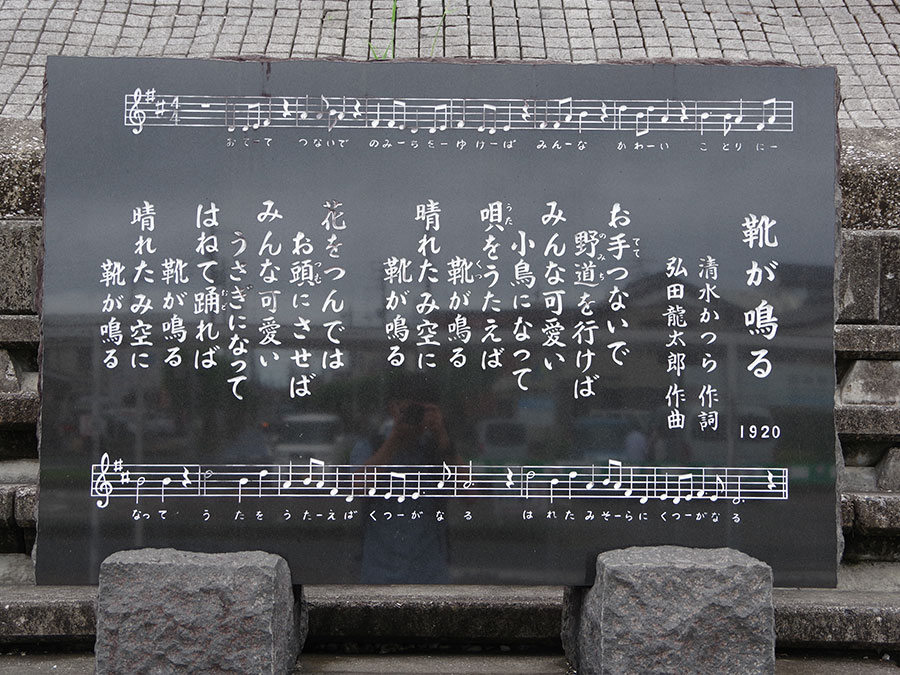 おてーて つないで のみーちをーゆけーば みんーな かわーい ことりにー
靴が鳴る
清水かつら 作詞
弘田龍太郎 作曲
1920
お手つないで
野道を行けば
みんな可愛い
小鳥になって
唄をうたえば
靴が鳴る
晴れたみ空に
靴が鳴る
花をつんでは
お頭にさせば
みんな可愛い
うさぎになって
はねて踊れば
靴が鳴る
晴れたみ空に
靴が鳴る
なって うたを うたーえば くつーがなる はれた みそーらに くつーがなる